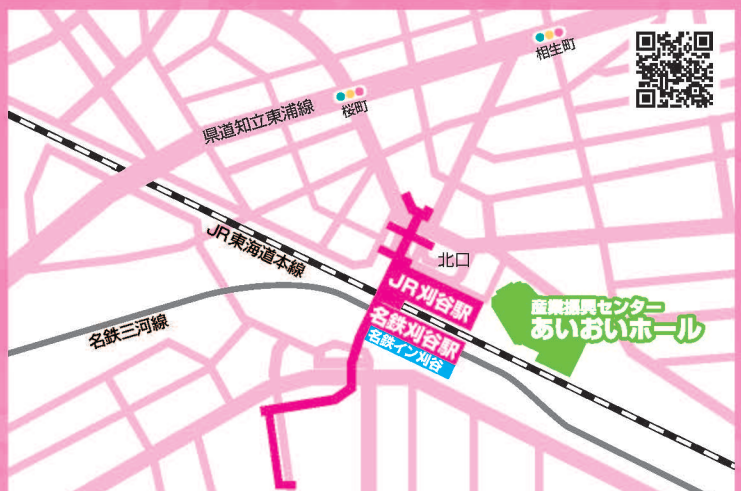 相生町
桜町
県道知立東浦線
JR東海道本線
北口
JR刈谷駅
産業振興センター
あいおいホール
名鉄三河線
名鉄刈谷駅
名鉄イン刈谷